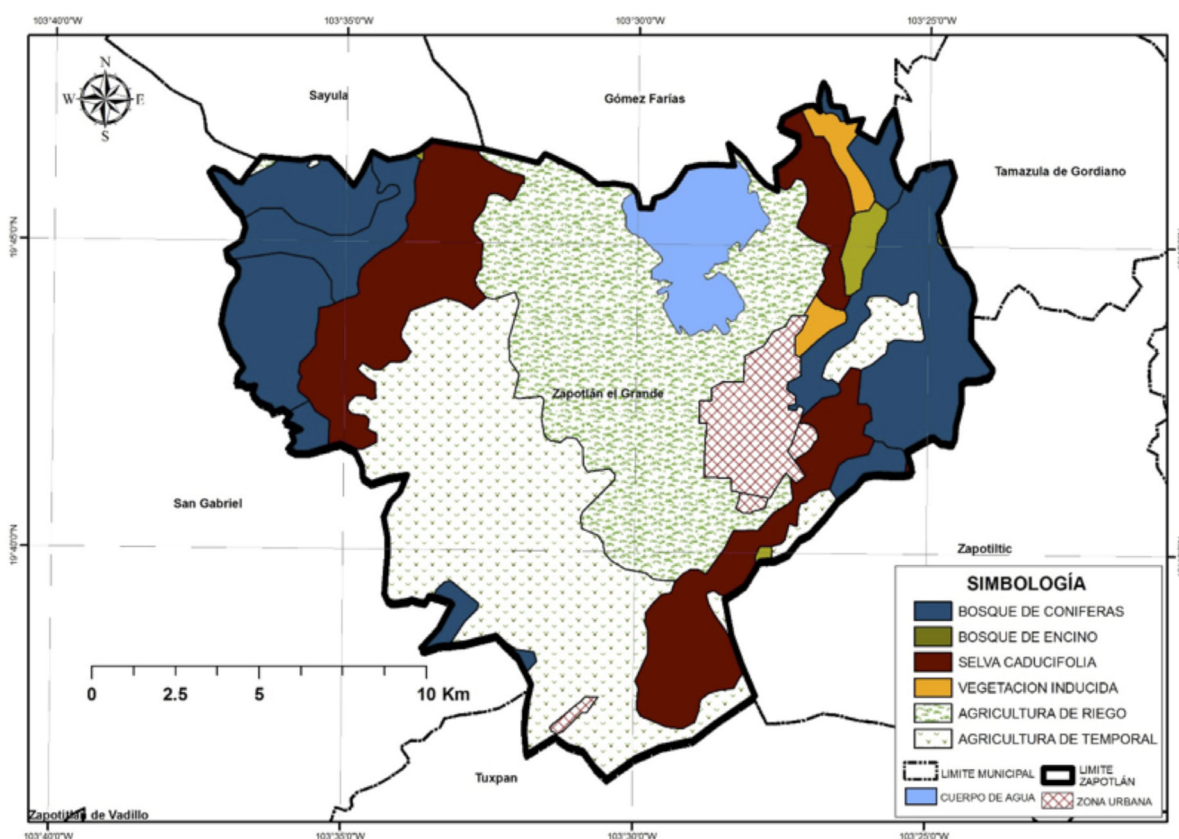 103°40'0"W
103°35'0"W
103°30'0"W
103°25'0"W
N
W E
S
Sayula
Gómez Farías
Tamazula de Gordiano
19°45'0"N
Zapotlán el Grande
San Gabriel
19°40'0"N
Zapotiltic
SIMBOLOGÍA
BOSQUE DE CONIFERAS
BOSQUE DE ENCINO
SELVA CADUCIFOLIA
VEGETACION INDUCIDA
AGRICULTURA DE RIEGO
AGRICULTURA DE TEMPORAL
LIMITE MUNICIPAL
LIMITE
ZAPOTLÁN
CUERPO DE AGUA
ZONA URBANA
0 2.5 5 10 Km
Tuxpan
Zapotitlán de Vadillo
103°40'0"W
103°35'0"W
103°30'0"W
103°25'0"W